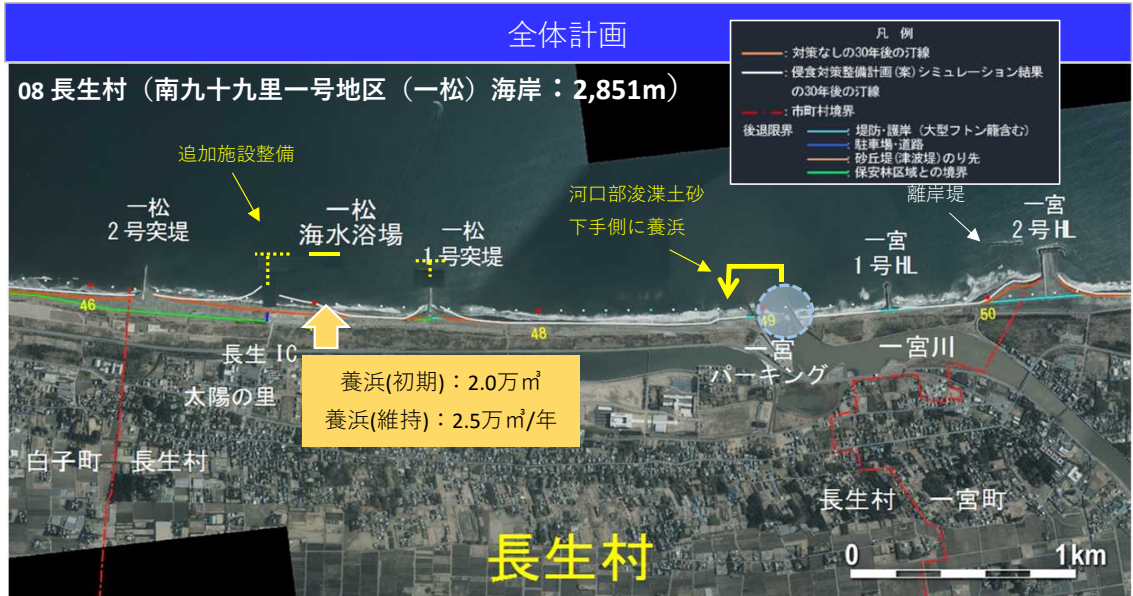 全体計画
08 長生村（南九十九里一号地区（一松）海岸：2,851m）
凡 例
：対策なしの30年後の汀線
：侵食対策整備計画（案）シミュレーション結果
の30年後の汀線
：市町村境界
後退限界
：堤防・護岸（大型フトン籠含む）
：駐車場・道路
：砂丘堤（津波堤）のり先
：保安林区域との境界
追加施設整備
一松
2号突堤
一松
海水浴場
一松
1号突堤
河口部浚渫土砂
下手側に養浜
離岸堤
一宮
1号HL
一宮
2号HL
46
48
49
50
長生IC
太陽の里
養浜(初期)：2.0万㎥
養浜(維持)：2.5万㎥/年
一宮
パーキング
一宮川
白子町
長生村
長生村
一宮町
長生村
0
1km